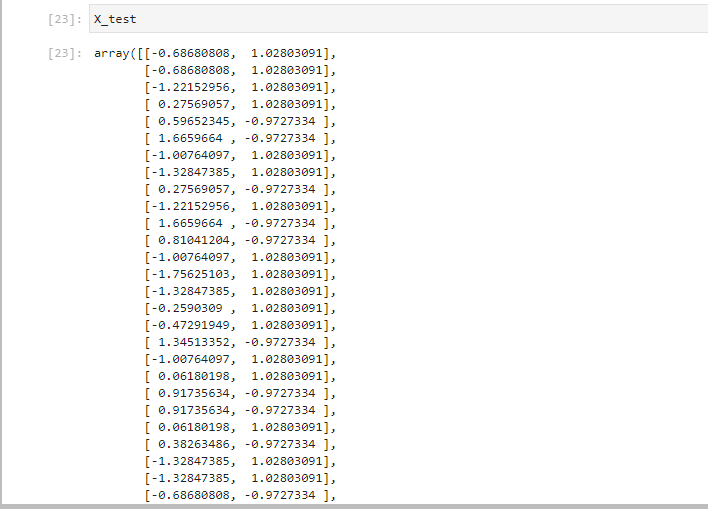 [23]: X_test
[23]: array([[-0.68680808,  1.02803091],
[-0.68680808,  1.02803091],
[-1.22152956,  1.02803091],
[ 0.27569057,  1.02803091],
[ 0.59652345, -0.9727334 ],
[ 1.6659664 , -0.9727334 ],
[-1.00764097,  1.02803091],
[-1.32847385,  1.02803091],
[ 0.27569057, -0.9727334 ],
[-1.22152956,  1.02803091],
[ 1.6659664 , -0.9727334 ],
[ 0.81041204, -0.9727334 ],
[-1.00764097,  1.02803091],
[-1.75625103,  1.02803091],
[-1.32847385,  1.02803091],
[-0.2590309 ,  1.02803091],
[-0.47291949,  1.02803091],
[ 1.34513352, -0.9727334 ],
[-1.00764097,  1.02803091],
[ 0.06180198,  1.02803091],
[ 0.91735634, -0.9727334 ],
[ 0.91735634, -0.9727334 ],
[ 0.06180198,  1.02803091],
[ 0.38263486, -0.9727334 ],
[-1.32847385,  1.02803091],
[-1.32847385,  1.02803091],
[-0.68680808, -0.9727334 ],